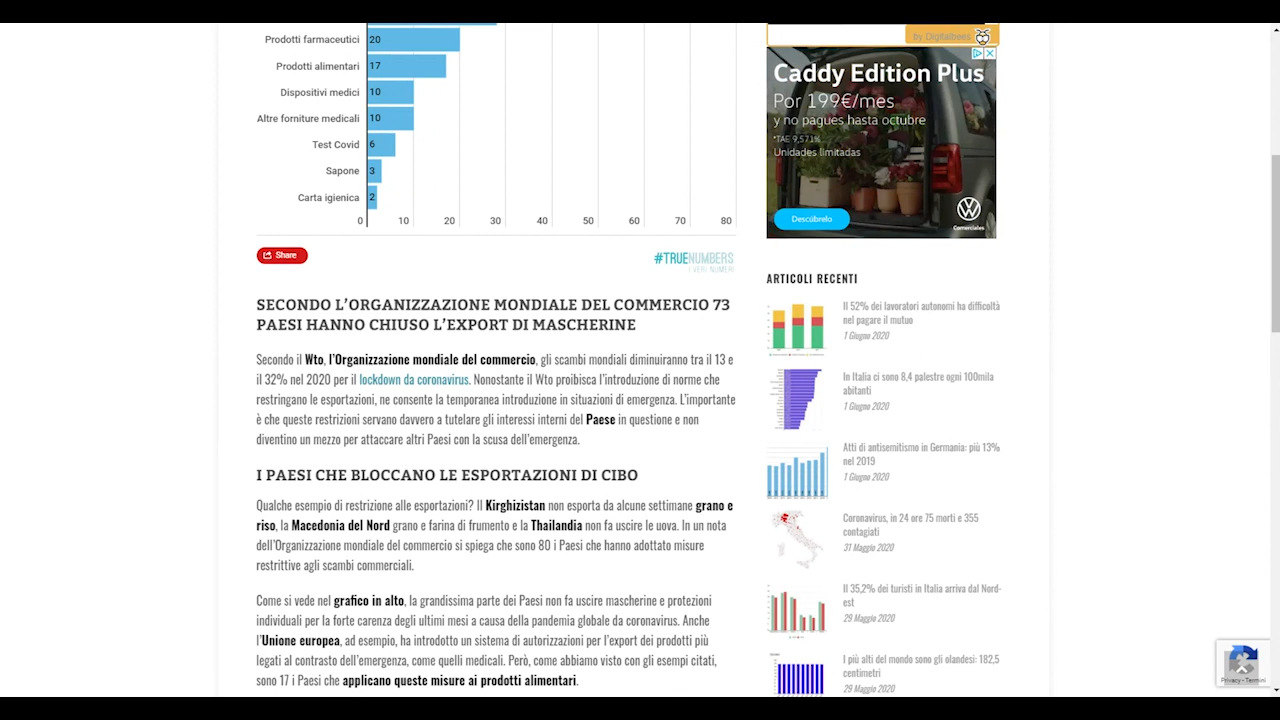 Prodotti farmaceutici 20
Prodotti alimentari 17
Dispositivi medici 10
Altre forniture medicali 10
Test Covid 6
Sapone 3
Carta igienica 2
0 10 20 30 40 50 60 70 80
Share
#TRUENUMBERS
I VERI NUMERI
SECONDO L’ORGANIZZAZIONE MONDIALE DEL COMMERCIO 73
PAESI HANNO CHIUSO L’EXPORT DI MASCHERINE
Secondo il Wto, l’Organizzazione mondiale del commercio, gli scambi mondiali diminuiranno tra il 13 e
il 32% nel 2020 per il lockdown da coronavirus. Nonostante il Wto proibisca l’introduzione di norme che
restringano le esportazioni, ne consente la temporanea introduzione in situazioni di emergenza. L’importante
è che queste restrizioni servano davvero a tutelare gli interessi interni del Paese in questione e non
diventino un mezzo per attaccare altri Paesi con la scusa dell’emergenza.
I PAESI CHE BLOCCANO LE ESPORTAZIONI DI CIBO
Qualche esempio di restrizione alle esportazioni? Il Kirghizistan non esporta da alcune settimane grano e
riso, la Macedonia del Nord grano e farina di frumento e la Thailandia non fa uscire le uova. In un nota
dell’Organizzazione mondiale del commercio si spiega che sono 80 i Paesi che hanno adottato misure
restrittive agli scambi commerciali.
Come si vede nel grafico in alto, la grandissima parte dei Paesi non fa uscire mascherine e protezioni
individuali per la forte carenza degli ultimi mesi a causa della pandemia globale da coronavirus. Anche
l’Unione europea, ad esempio, ha introdotto un sistema di autorizzazioni per l’export dei prodotti più
legati al contrasto dell’emergenza, come quelli medicali. Però, come abbiamo visto con gli esempi citati,
sono 17 i Paesi che applicano queste misure ai prodotti alimentari.
by Digitalbees
Caddy Edition Plus
Por 199€/mes
y no pagues hasta octubre
*TAE 9,571%
Unidades limitadas
Descúbrelo
Comerciales
ARTICOLI RECENTI
Il 52% dei lavoratori autonomi ha difficoltà
nel pagare il mutuo
1 Giugno 2020
In Italia ci sono 8,4 palestre ogni 100mila
abitanti
1 Giugno 2020
Atti di antisemitismo in Germania: più 13%
nel 2019
1 Giugno 2020
Coronavirus, in 24 ore 75 morti e 355
contagiati
31 Maggio 2020
Il 35,2% dei turisti in Italia arriva dal Nord-
est
29 Maggio 2020
I più alti del mondo sono gli olandesi: 182,5
centimetri
29 Maggio 2020
Privacy - Termini